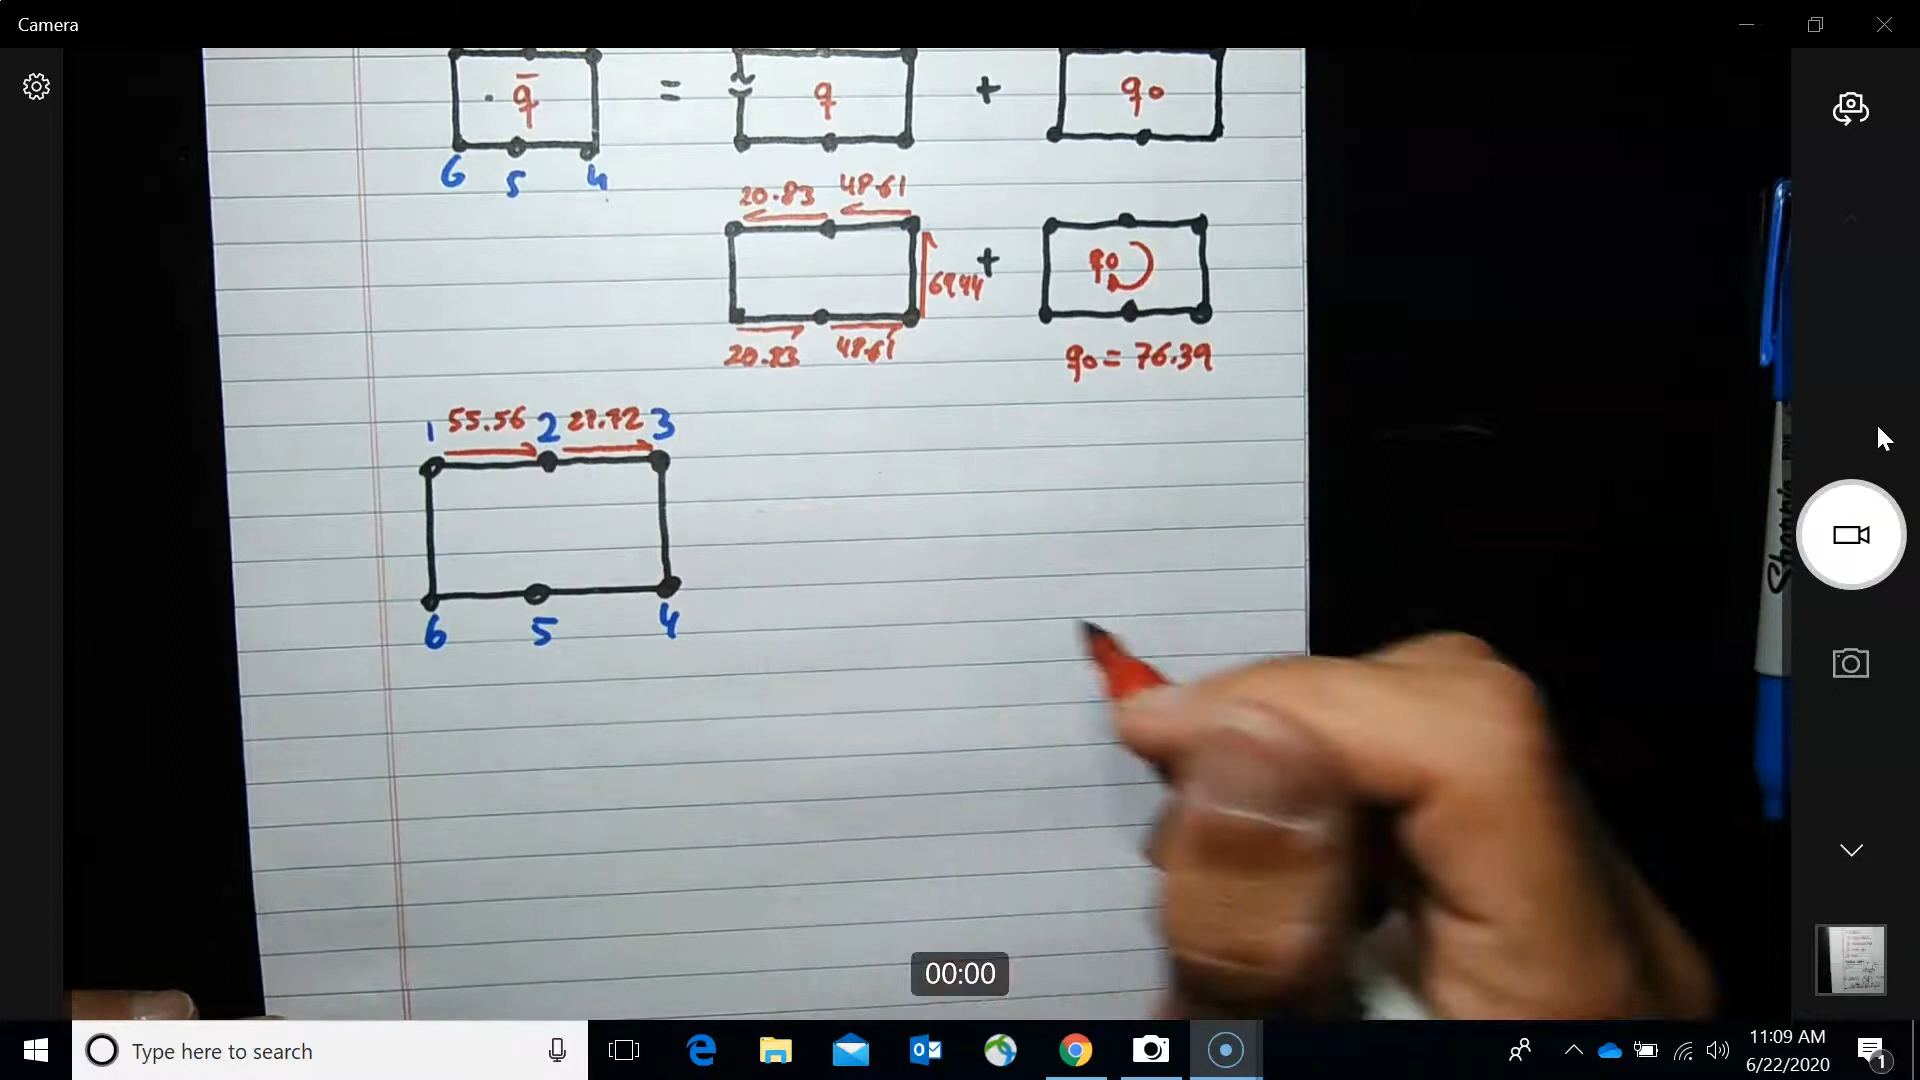 Camera
q̄ = q + q₀
6 5 4
20.83 48.61
69.44 + q₀
20.83 48.61
q₀ = 76.39
1 55.56 2 27.72 3
6 5 4
Sharpie
00:00
Type here to search
11:09 AM
6/22/2020
1